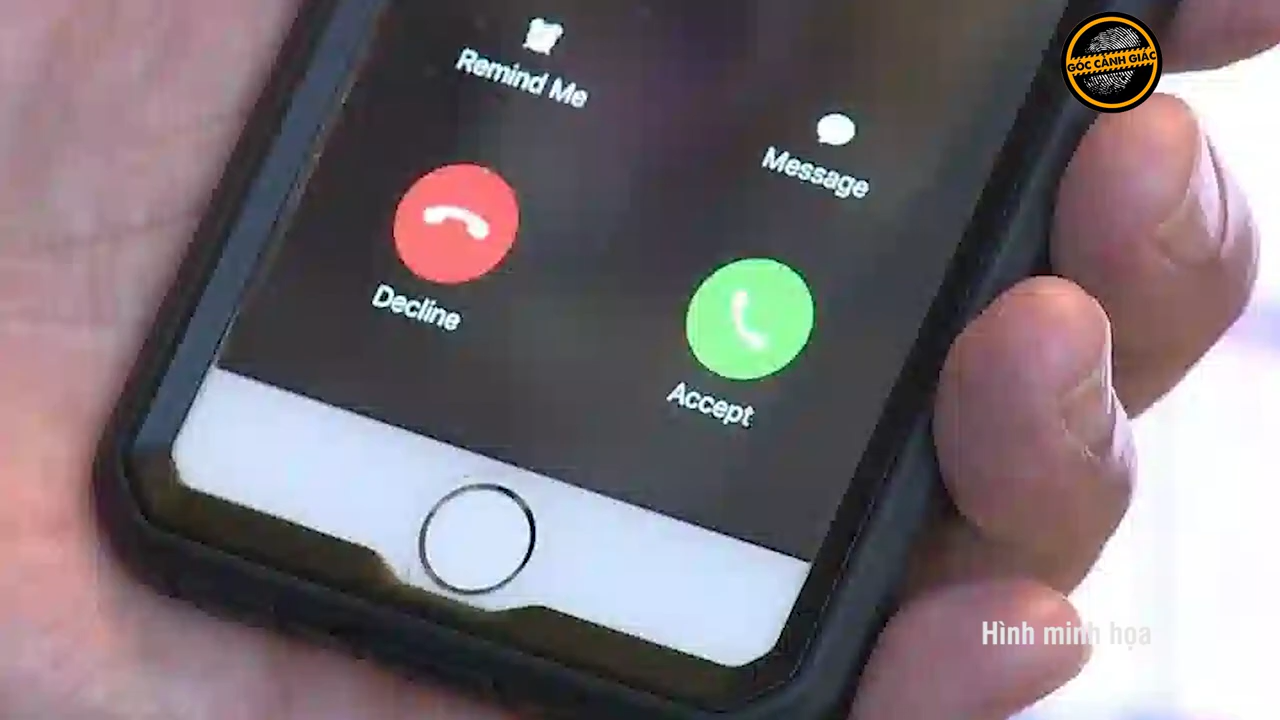 GÓC CẢNH GIÁC
Remind Me
Message
Decline
Accept
Hình minh họa